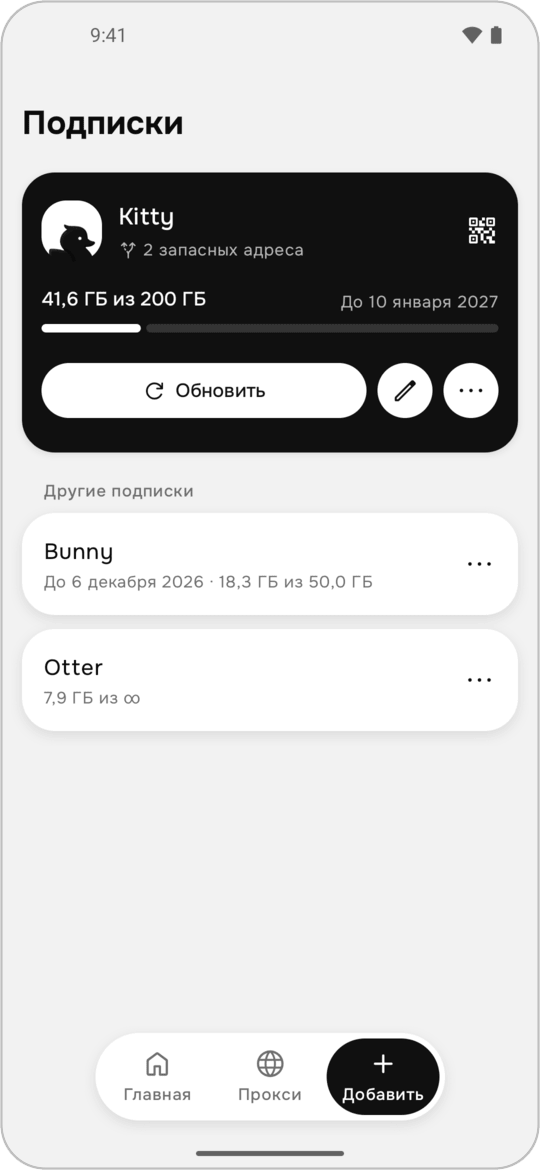 9:41
Подписки
Kitty
2 запасных адреса
41,6 ГБ из 200 ГБ
До 10 января 2027
Обновить
Другие подписки
Bunny
До 6 декабря 2026 · 18,3 ГБ из 50,0 ГБ
Otter
7,9 ГБ из ∞
Главная
Прокси
Добавить